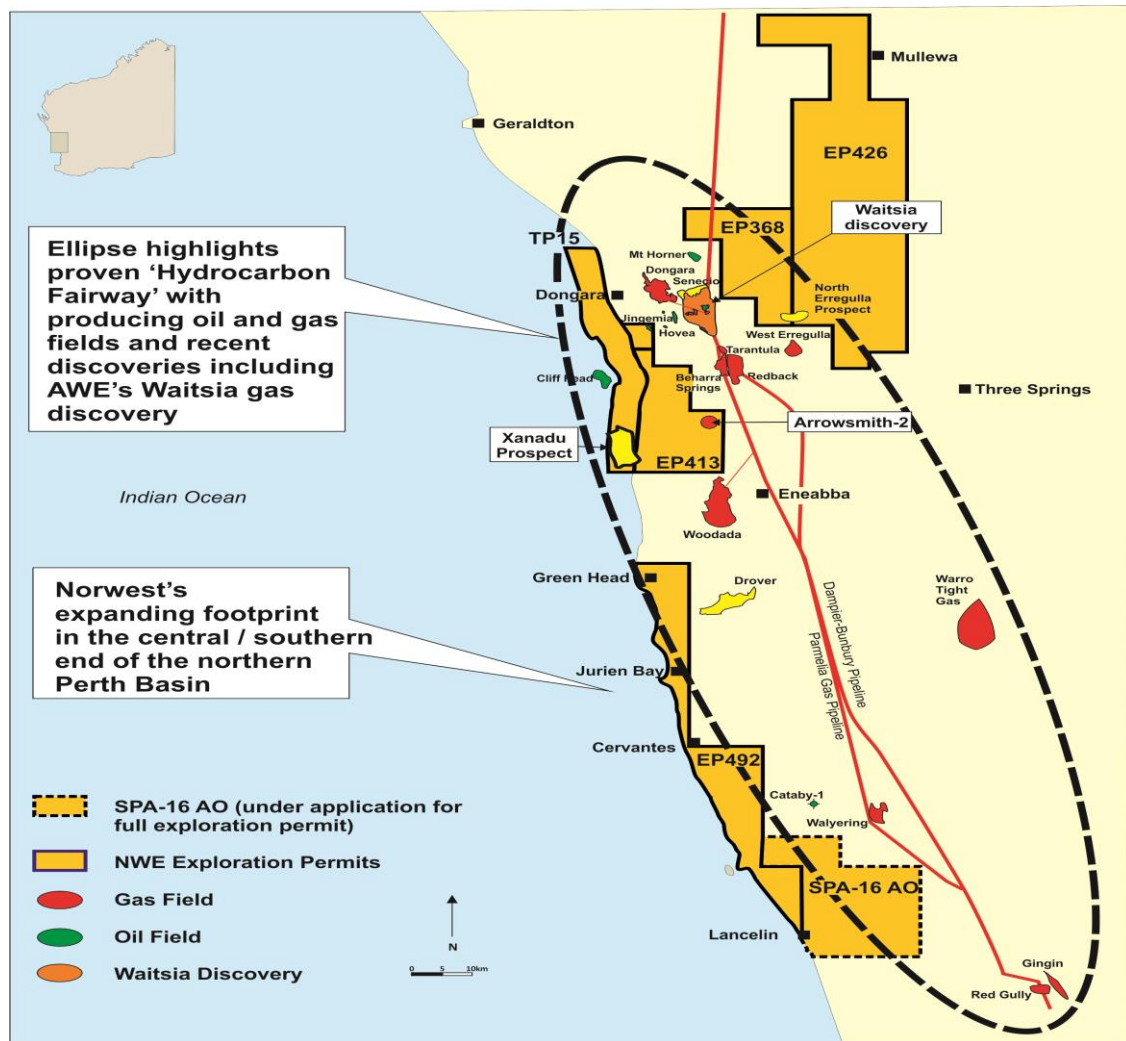 Mullewa
Geraldton
EP426
Waitsia
discovery
EP368
TP15
Ellipse highlights
proven ‘Hydrocarbon
Fairway’ with
producing oil and gas
fields and recent
discoveries including
AWE’s Waitsia gas
discovery
Mt Horner
Dongara
Senecio
Dongara
North
Erregulla
Prospect
Jingemia
Hovea
West Erregulla
Tarantula
Cliff Head
Beharra
Springs
Redback
Three Springs
Arrowsmith-2
Xanadu
Prospect
EP413
Indian Ocean
Eneabba
Woodada
Green Head
Drover
Warro
Tight
Gas
Norwest’s
expanding footprint
in the central / southern
end of the northern
Perth Basin
Dampier-Bunbury Pipeline
Parmelia Gas Pipeline
Jurien Bay
Cervantes
EP492
Cataby-1
Walyering
SPA-16 AO (under application for
full exploration permit)
NWE Exploration Permits
Gas Field
Oil Field
Waitsia Discovery
N
0 5 10km
SPA-16 AO
Lancelin
Gingin
Red Gully